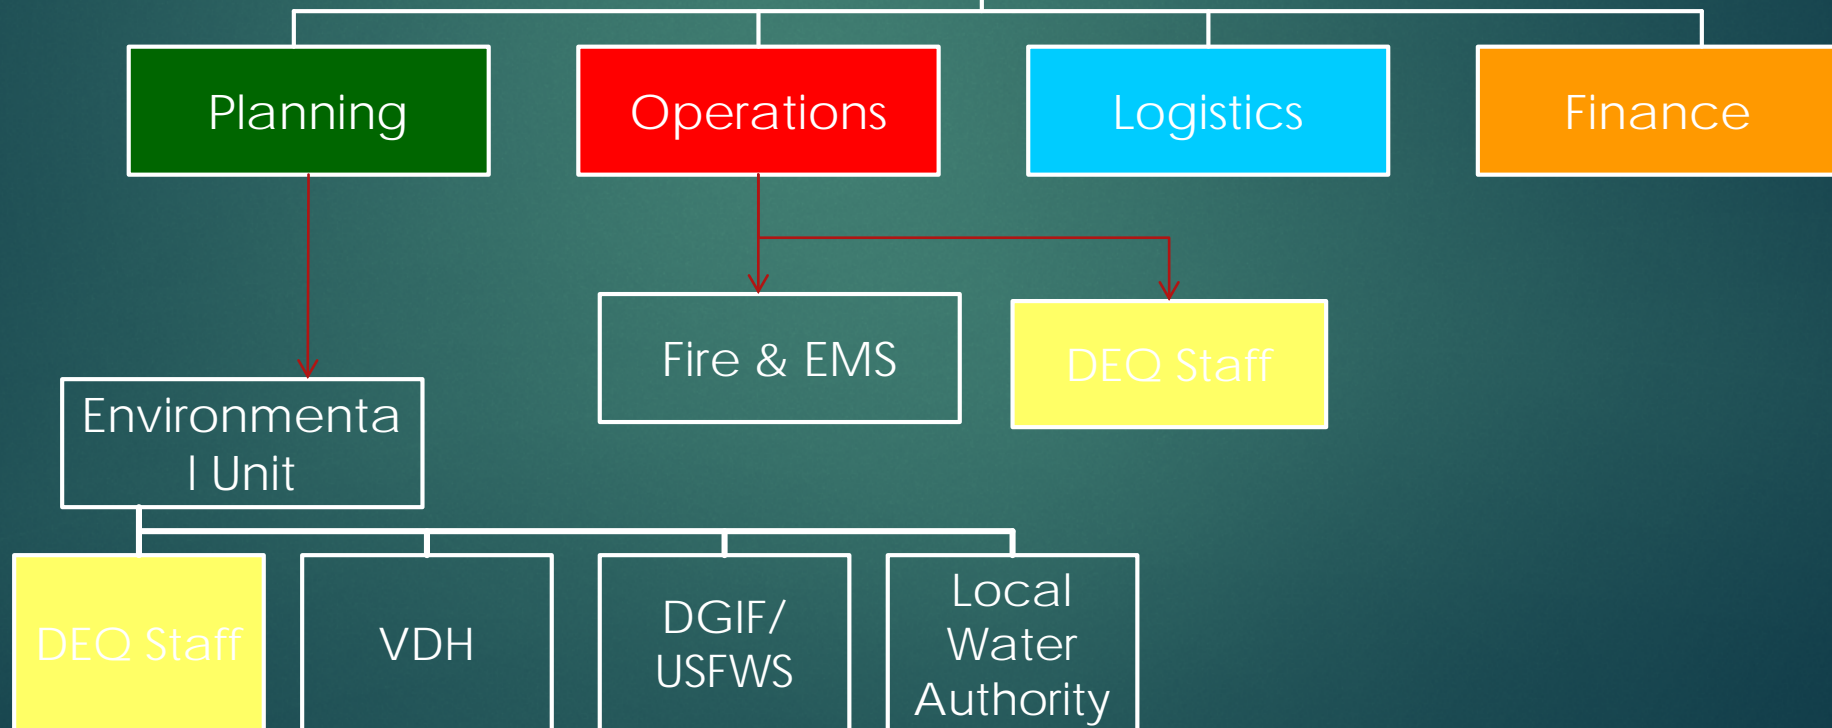 Planning
Operations
Logistics
Finance
Fire & EMS
DEQ Staff
Environmenta
l Unit
DEQ Staff
VDH
DGIF/
USFWS
Local
Water
Authority